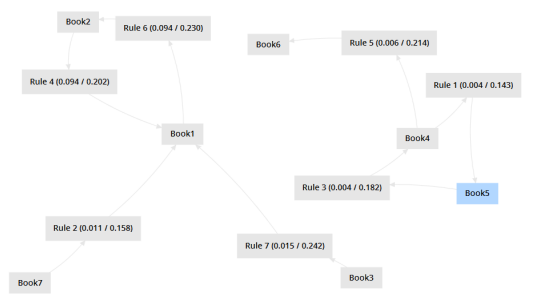 Book2
Rule 6 (0.094 / 0.230)
Book6
Rule 5 (0.006 / 0.214)
Rule 4 (0.094 / 0.202)
Rule 1 (0.004 / 0.143)
Book1
Book4
Rule 3 (0.004 / 0.182)
Book5
Rule 2 (0.011 / 0.158)
Rule 7 (0.015 / 0.242)
Book7
Book3